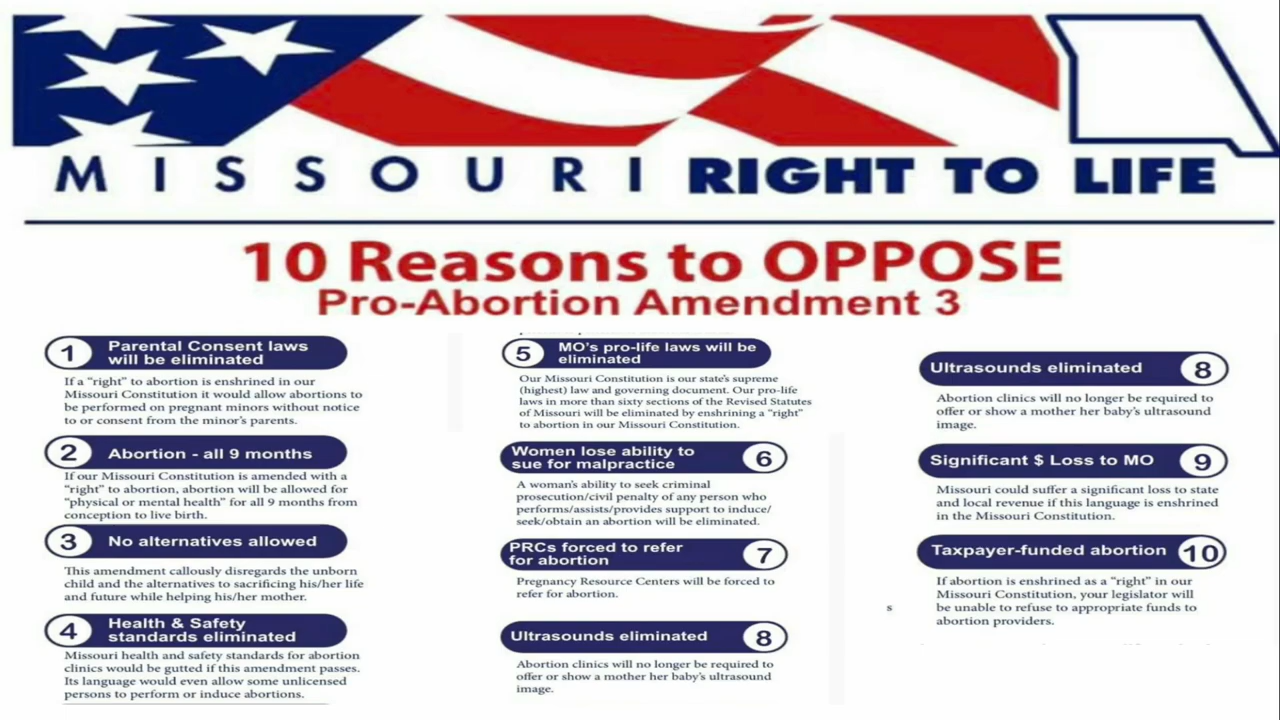 MISSOURI RIGHT TO LIFE
10 Reasons to OPPOSE
Pro-Abortion Amendment 3
1 Parental Consent laws
will be eliminated
If a “right” to abortion is enshrined in our
Missouri Constitution it would allow abortions to
be performed on pregnant minors without notice
to or consent from the minor’s parents.
2 Abortion - all 9 months
If our Missouri Constitution is amended with a
“right” to abortion, abortion will be allowed for
“physical or mental health” for all 9 months from
conception to live birth.
3 No alternatives allowed
This amendment callously disregards the unborn
child and the alternatives to sacrificing his/her life
and future while helping his/her mother.
4 Health & Safety
standards eliminated
Missouri health and safety standards for abortion
clinics would be gutted if this amendment passes.
Its language would even allow some unlicensed
persons to perform or induce abortions.
5 MO’s pro-life laws will be
eliminated
Our Missouri Constitution is our state’s supreme
(highest) law and governing document. Our pro-life
laws in more than sixty sections of the Revised Statutes
of Missouri will be eliminated by enshrining a “right”
to abortion in our Missouri Constitution.
Women lose ability to
sue for malpractice 6
A woman’s ability to seek criminal
prosecution/civil penalty of any person who
performs/assists/provides support to induce/
seek/obtain an abortion will be eliminated.
PRCs forced to refer
for abortion 7
Pregnancy Resource Centers will be forced to
refer for abortion.
Ultrasounds eliminated 8
Abortion clinics will no longer be required to
offer or show a mother her baby’s ultrasound
image.
Ultrasounds eliminated 8
Abortion clinics will no longer be required to
offer or show a mother her baby’s ultrasound
image.
Significant $ Loss to MO 9
Missouri could suffer a significant loss to state
and local revenue if this language is enshrined
in the Missouri Constitution.
Taxpayer-funded abortion 10
If abortion is enshrined as a “right” in our
Missouri Constitution, your legislator will
s be unable to refuse to appropriate funds to
abortion providers.